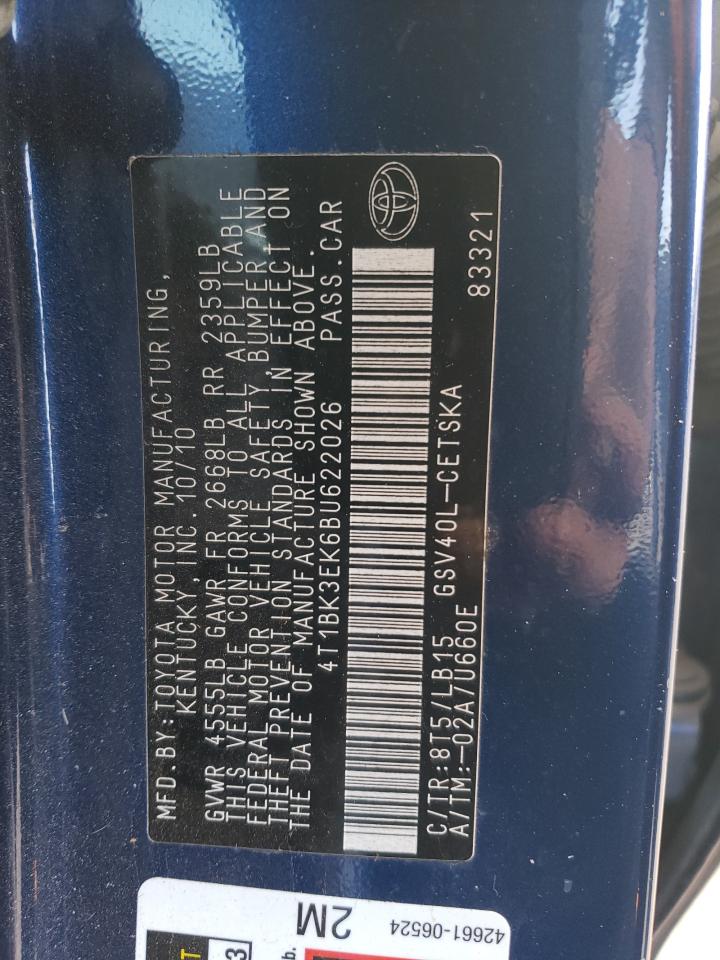 MFD.BY:TOYOTA MOTOR MANUFACTURING,
KENTUCKY, INC. 10/10
GVWR 4555LB GAWR FR 2668LB RR 2359LB
THIS VEHICLE CONFORMS TO ALL APPLICABLE
FEDERAL MOTOR VEHICLE SAFETY, BUMPER, AND
THEFT PREVENTION STANDARDS IN EFFECT ON
THE DATE OF MANUFACTURE SHOWN ABOVE.
4T1BK3EK6BU622026 PASS.CAR
C/TR:8T5/LB15 GSV40L-CETSKA
A/TM:-02A/U660E 83321
42661-06524
2M